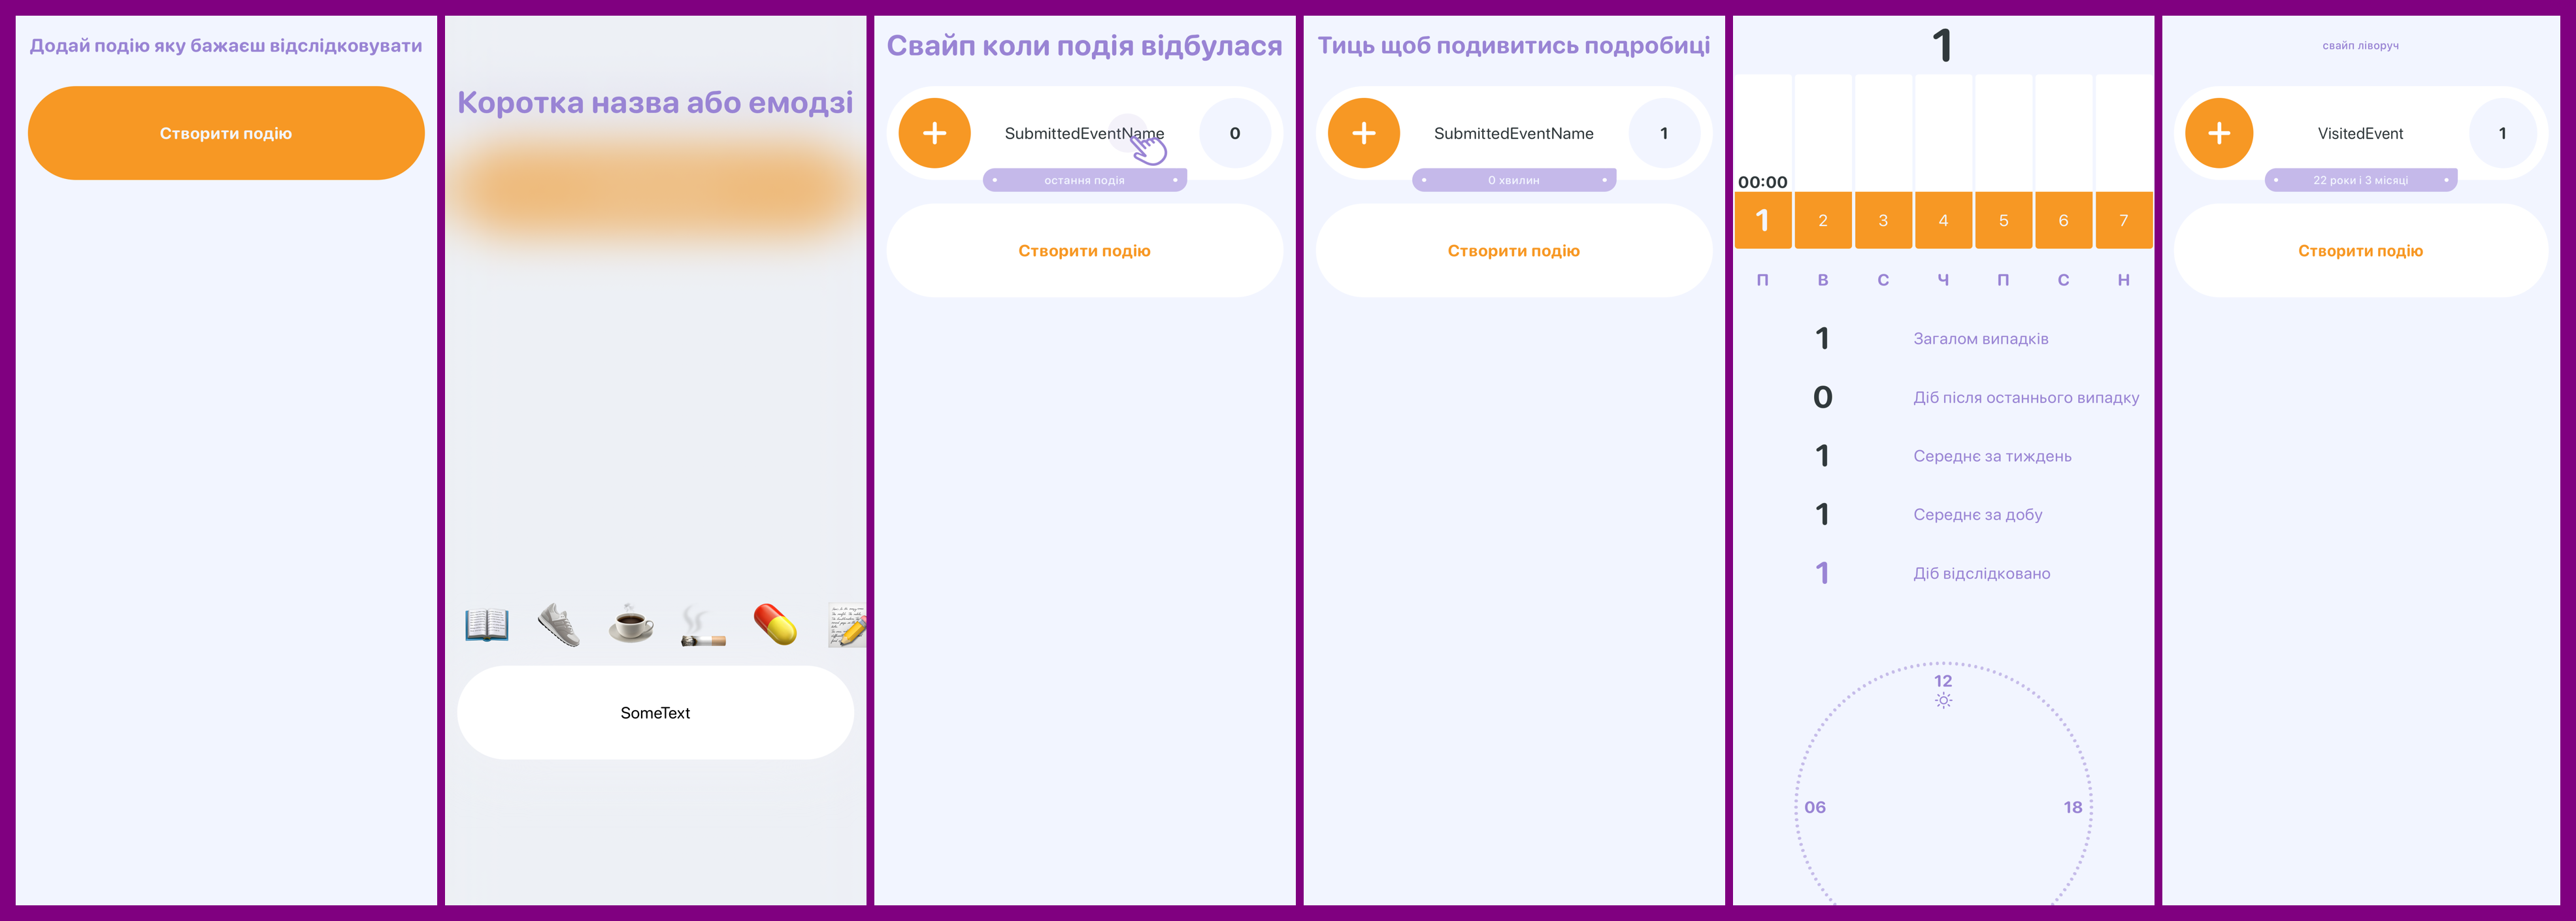 Додай подію яку бажаєш відслідковувати
Створити подію
Коротка назва або емодзі
SomeText
Свайп коли подія відбулася
SubmittedEventName
0
остання подія
Створити подію
Тиць щоб подивитись подробиці
SubmittedEventName
1
0 хвилин
Створити подію
1
00:00
1 2 3 4 5 6 7
П В С Ч П С Н
1 Загалом випадків
0 Діб після останнього випадку
1 Середнє за тиждень
1 Середнє за добу
1 Діб відслідковано
12
06 18
свайп ліворуч
VisitedEvent
1
22 роки і 3 місяці
Створити подію